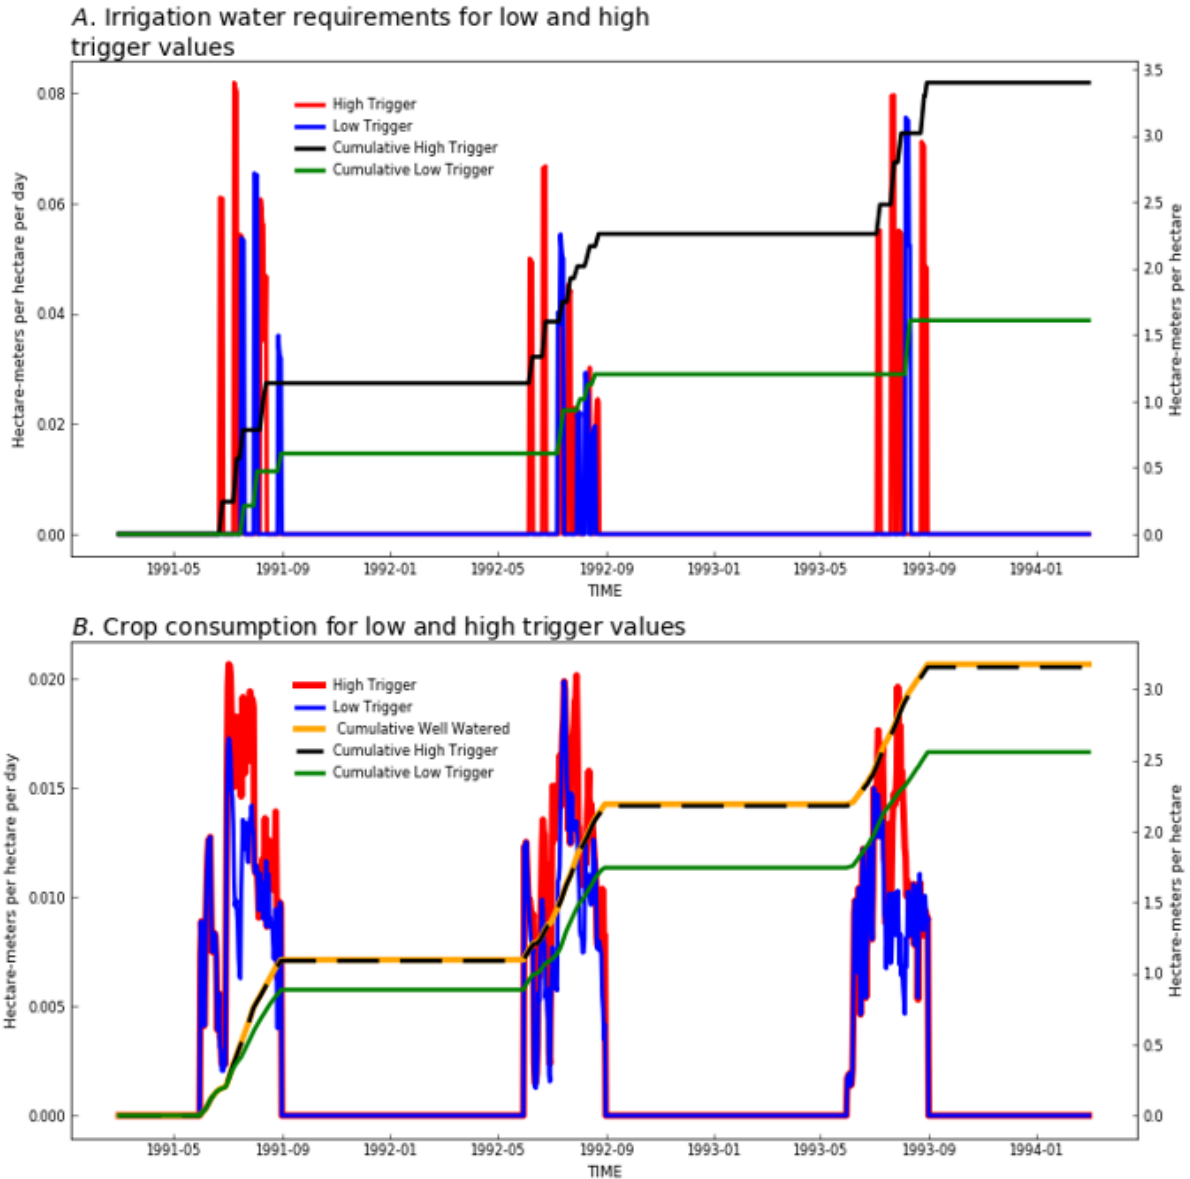 A. Irrigation water requirements for low and high
trigger values
Hectare-meters per hectare per day
0.08
0.06
0.04
0.02
0.00
High Trigger
Low Trigger
Cumulative High Trigger
Cumulative Low Trigger
3.5
3.0
2.5
2.0
1.5
1.0
0.5
0.0
Hectare-meters per hectare
1991-05 1991-09 1992-01 1992-05 1992-09 1993-01 1993-05 1993-09 1994-01
TIME
B. Crop consumption for low and high trigger values
Hectare-meters per hectare per day
0.020
0.015
0.010
0.005
0.000
High Trigger
Low Trigger
Cumulative Well Watered
Cumulative High Trigger
Cumulative Low Trigger
3.0
2.5
2.0
1.5
1.0
0.5
0.0
Hectare-meters per hectare
1991-05 1991-09 1992-01 1992-05 1992-09 1993-01 1993-05 1993-09 1994-01
TIME